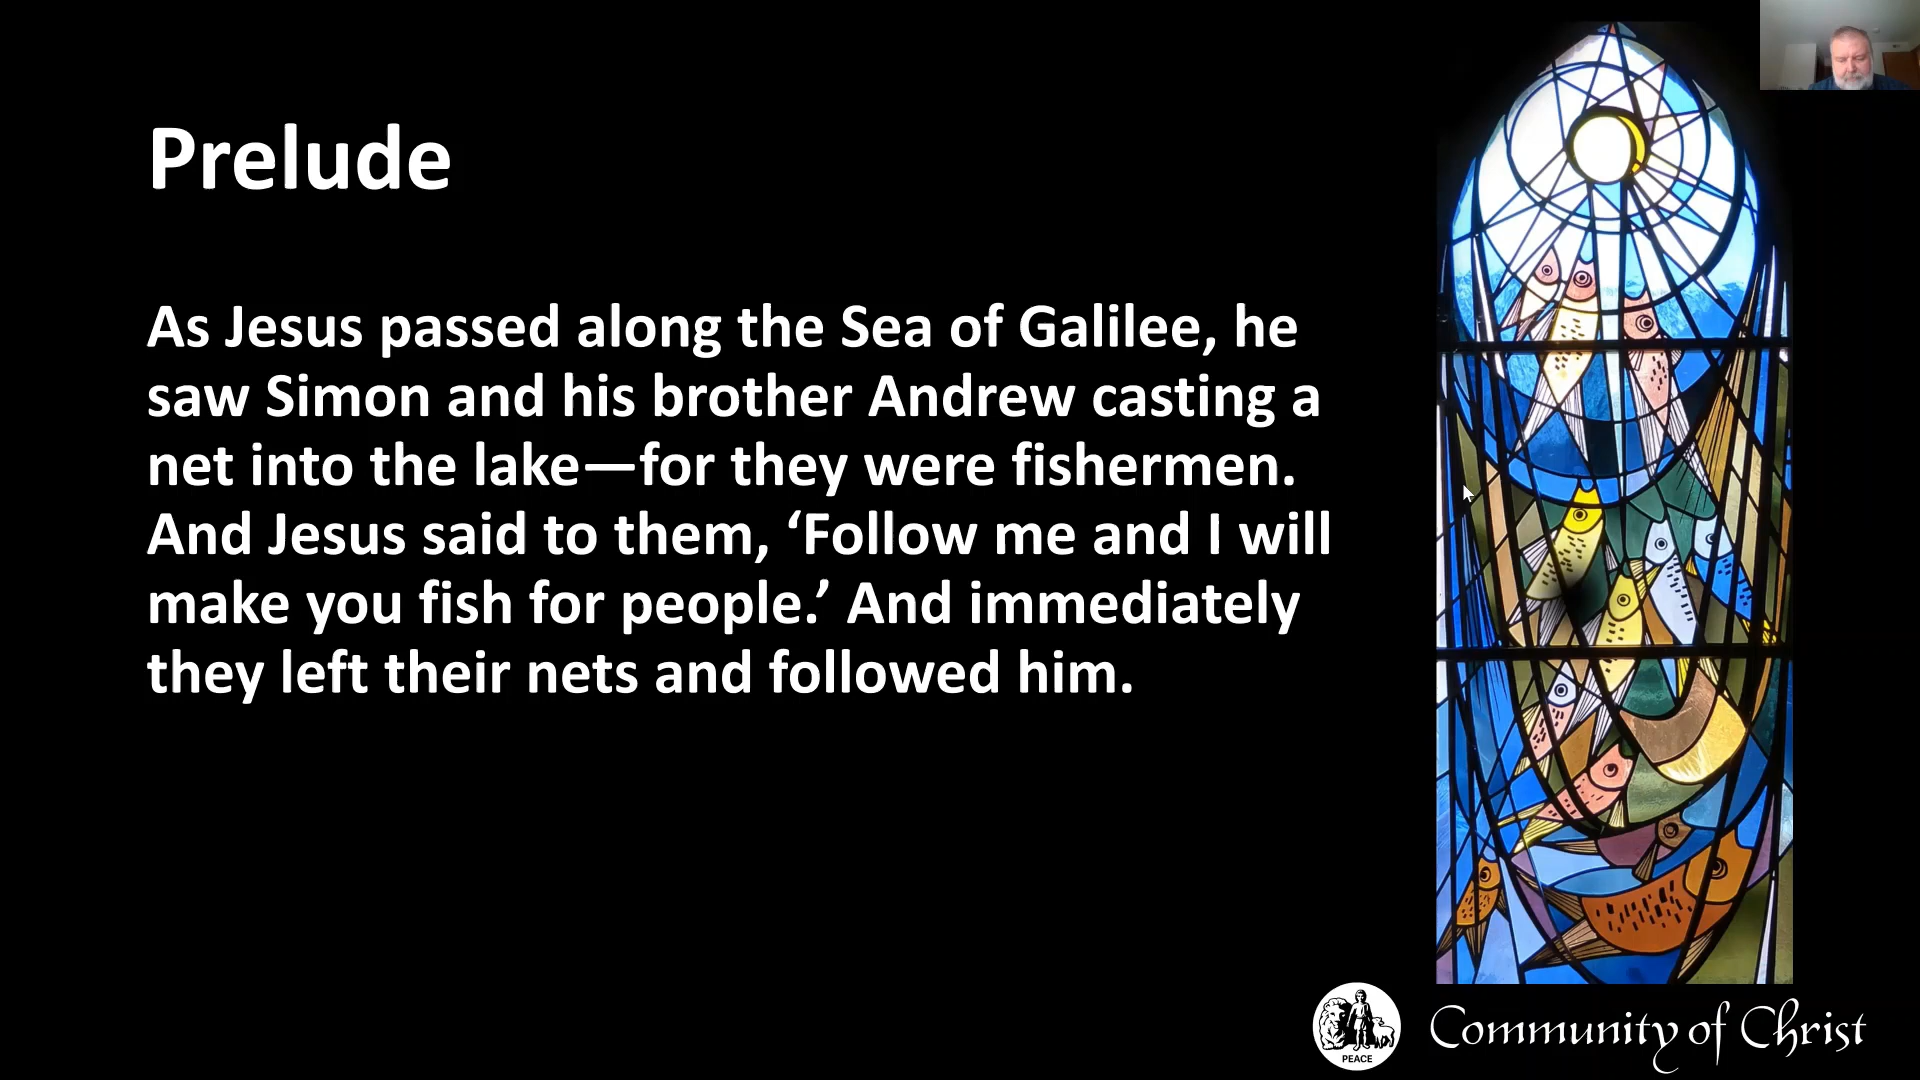 Prelude
As Jesus passed along the Sea of Galilee, he
saw Simon and his brother Andrew casting a
net into the lake—for they were fishermen.
And Jesus said to them, ‘Follow me and I will
make you fish for people.’ And immediately
they left their nets and followed him.
PEACE
Community of Christ